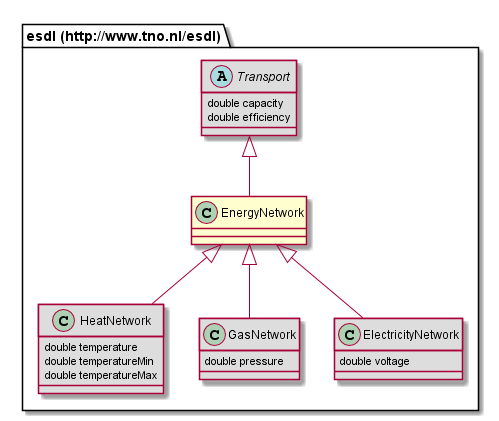 esdl (http://www.tno.nl/esdl)
A Transport
double capacity
double efficiency
C EnergyNetwork
C HeatNetwork
double temperature
double temperatureMin
double temperatureMax
C GasNetwork
double pressure
C ElectricityNetwork
double voltage